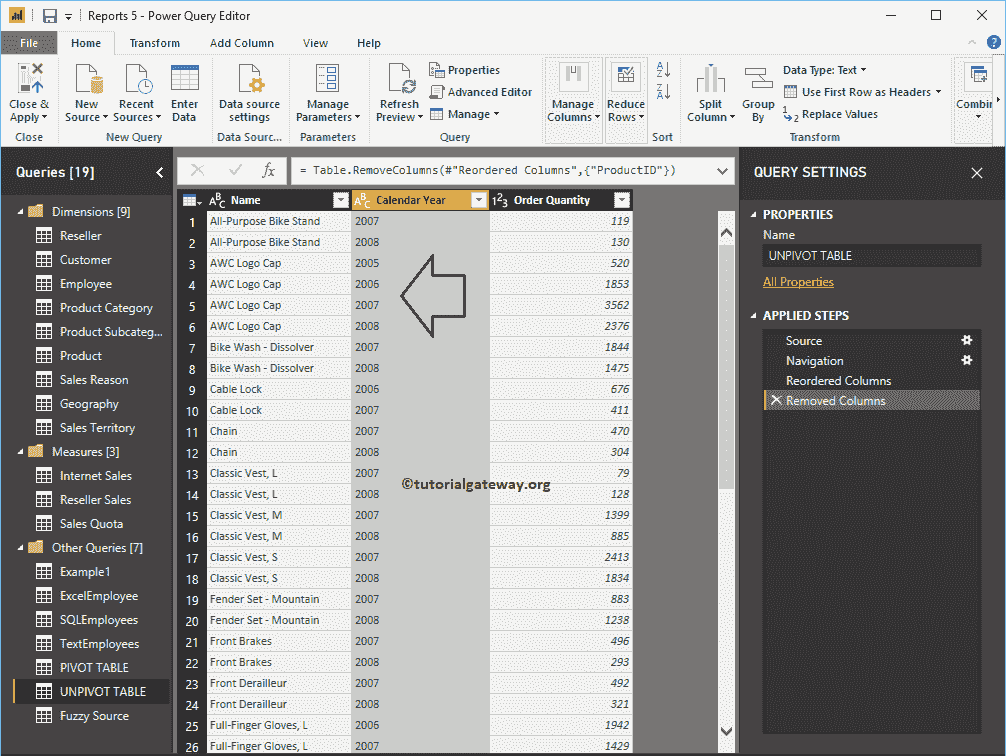 Reports 5 - Power Query Editor
File Home Transform Add Column View Help
Close & Apply
New Source
Recent Sources
Enter Data
Data source settings
Manage Parameters
Refresh Preview
Properties
Advanced Editor
Manage
Manage Columns
Reduce Rows
Split Column
Group By
Data Type: Text
Use First Row as Headers
Replace Values
Combin
Close New Query Data Sourc... Parameters Query Sort Transform
Queries [19]
Dimensions [9]
Reseller
Customer
Employee
Product Category
Product Subcateg...
Product
Sales Reason
Geography
Sales Territory
Measures [3]
Internet Sales
Reseller Sales
Sales Quota
Other Queries [7]
Example1
ExcelEmployee
SQLEmployees
TextEmployees
PIVOT TABLE
UNPIVOT TABLE
Fuzzy Source
fx = Table.RemoveColumns(#"Reordered Columns",{"ProductID"})
ABC Name ABC Calendar Year 123 Order Quantity
1 All-Purpose Bike Stand 2007 119
2 All-Purpose Bike Stand 2008 130
3 AWC Logo Cap 2005 520
4 AWC Logo Cap 2006 1853
5 AWC Logo Cap 2007 3562
6 AWC Logo Cap 2008 2376
7 Bike Wash - Dissolver 2007 1844
8 Bike Wash - Dissolver 2008 1475
9 Cable Lock 2006 676
10 Cable Lock 2007 411
11 Chain 2007 470
12 Chain 2008 304
13 Classic Vest, L 2007 79
14 Classic Vest, L 2008 128
15 Classic Vest, M 2007 1399
16 Classic Vest, M 2008 885
17 Classic Vest, S 2007 2413
18 Classic Vest, S 2008 1834
19 Fender Set - Mountain 2007 883
20 Fender Set - Mountain 2008 1238
21 Front Brakes 2007 496
22 Front Brakes 2008 293
23 Front Derailleur 2007 492
24 Front Derailleur 2008 321
25 Full-Finger Gloves, L 2006 1942
26 Full-Finger Gloves, L 2007 1429
©tutorialgateway.org
QUERY SETTINGS
PROPERTIES
Name
UNPIVOT TABLE
All Properties
APPLIED STEPS
Source
Navigation
Reordered Columns
Removed Columns